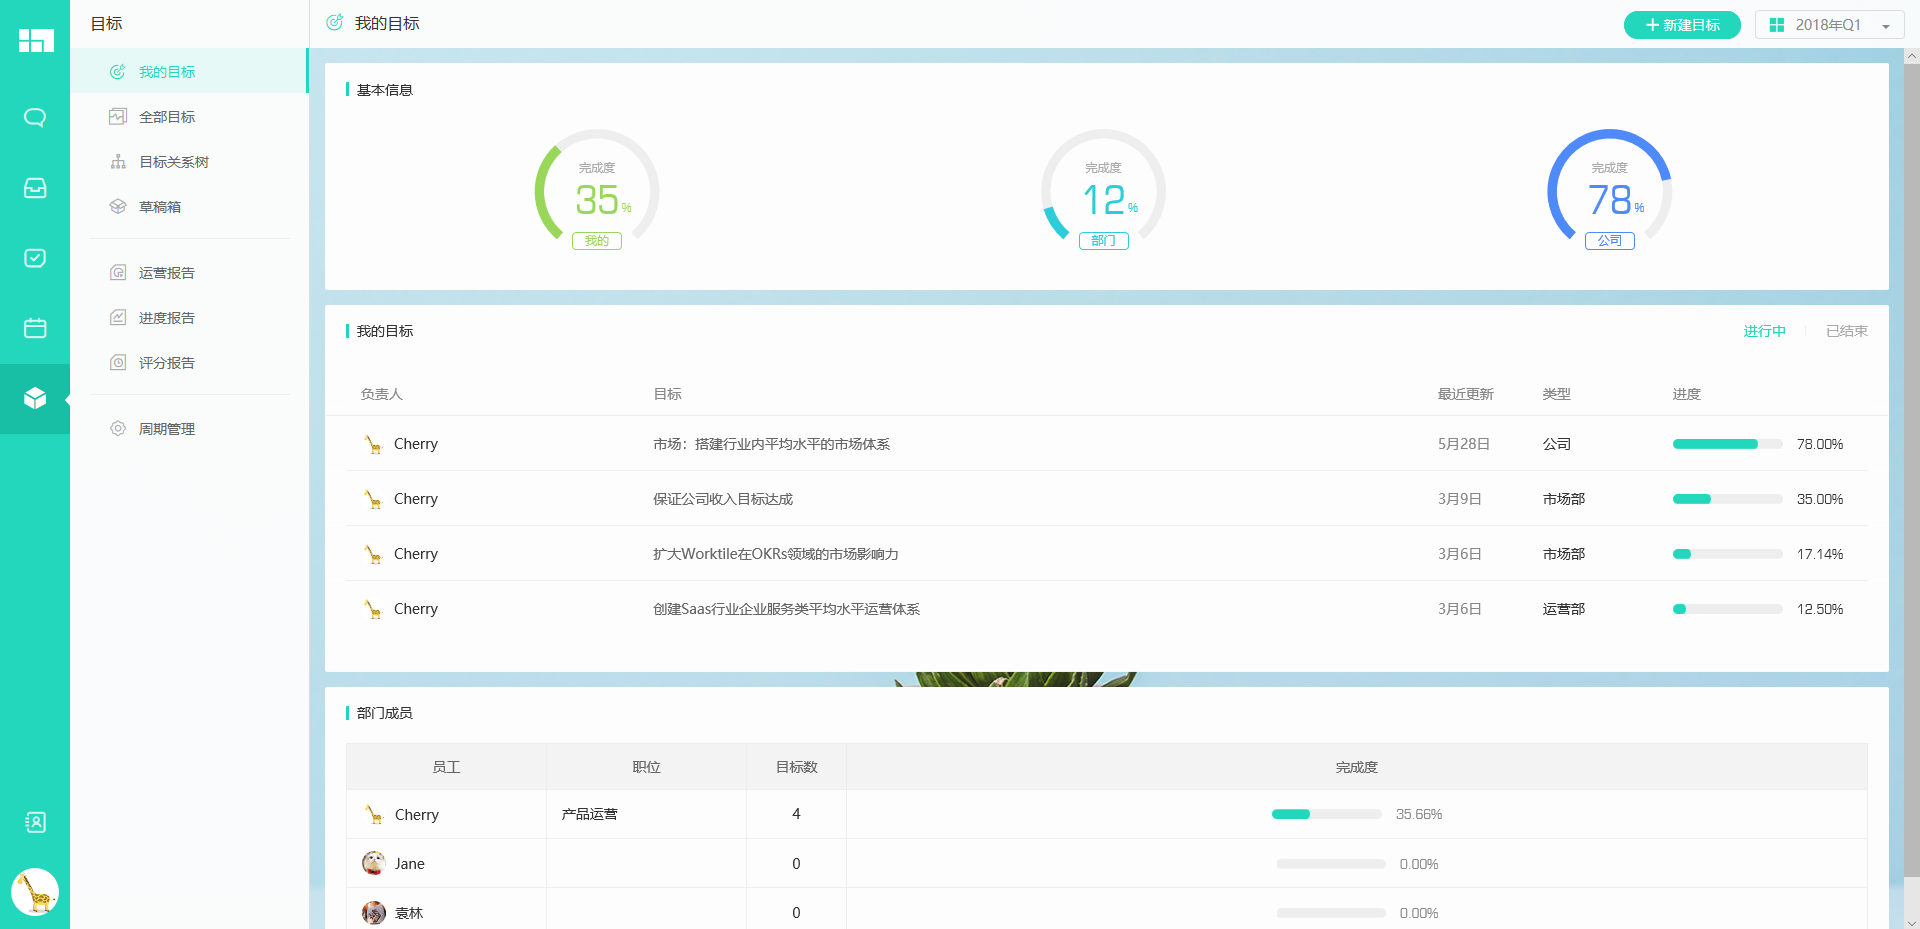 目标
我的目标
全部目标
目标关系树
草稿箱
运营报告
进度报告
评分报告
周期管理
我的目标
新建目标
2018年Q1
基本信息
完成度
35%
我的
完成度
12%
部门
完成度
78%
公司
我的目标
进行中 已结束
负责人 目标 最近更新 类型 进度
Cherry 市场：搭建行业内平均水平的市场体系 5月28日 公司 78.00%
Cherry 保证公司收入目标达成 3月9日 市场部 35.00%
Cherry 扩大Worktile在OKRs领域的市场影响力 3月6日 市场部 17.14%
Cherry 创建Saas行业企业服务类平均水平运营体系 3月6日 运营部 12.50%
部门成员
员工 职位 目标数 完成度
Cherry 产品运营 4 35.66%
Jane 0 0.00%
袁林 0 0.00%